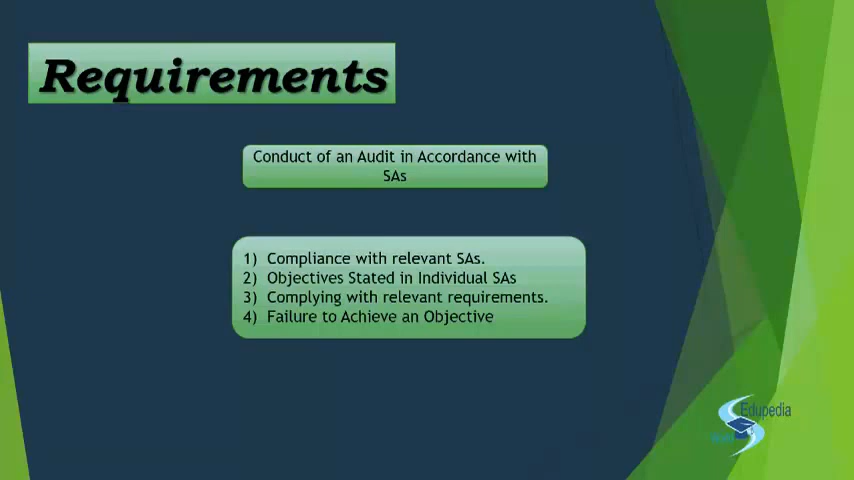 Requirements
Conduct of an Audit in Accordance with
SAs
1) Compliance with relevant SAs.
2) Objectives Stated in Individual SAs
3) Complying with relevant requirements.
4) Failure to Achieve an Objective
Edupedia